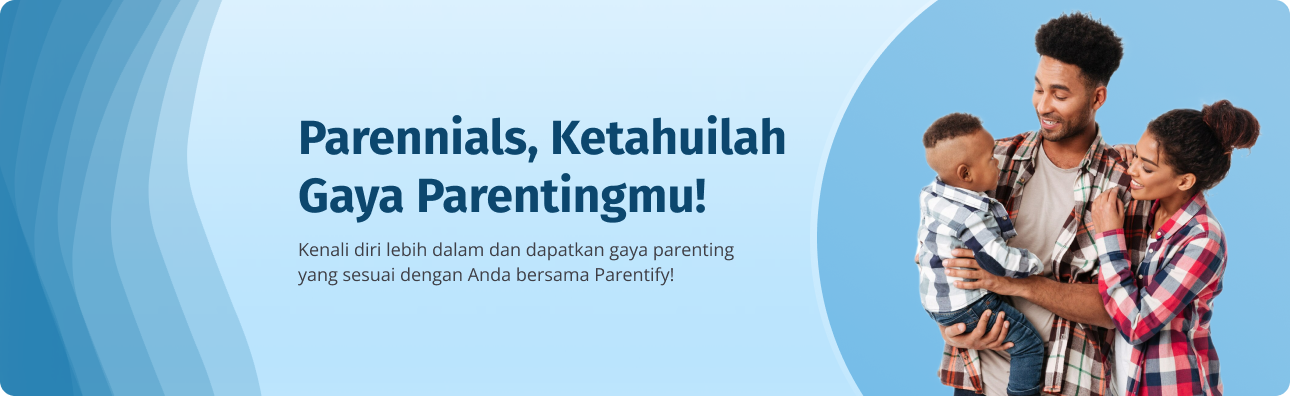 Parennials, Ketahuilah
Gaya Parentingmu!
Kenali diri lebih dalam dan dapatkan gaya parenting
yang sesuai dengan Anda bersama Parentify!